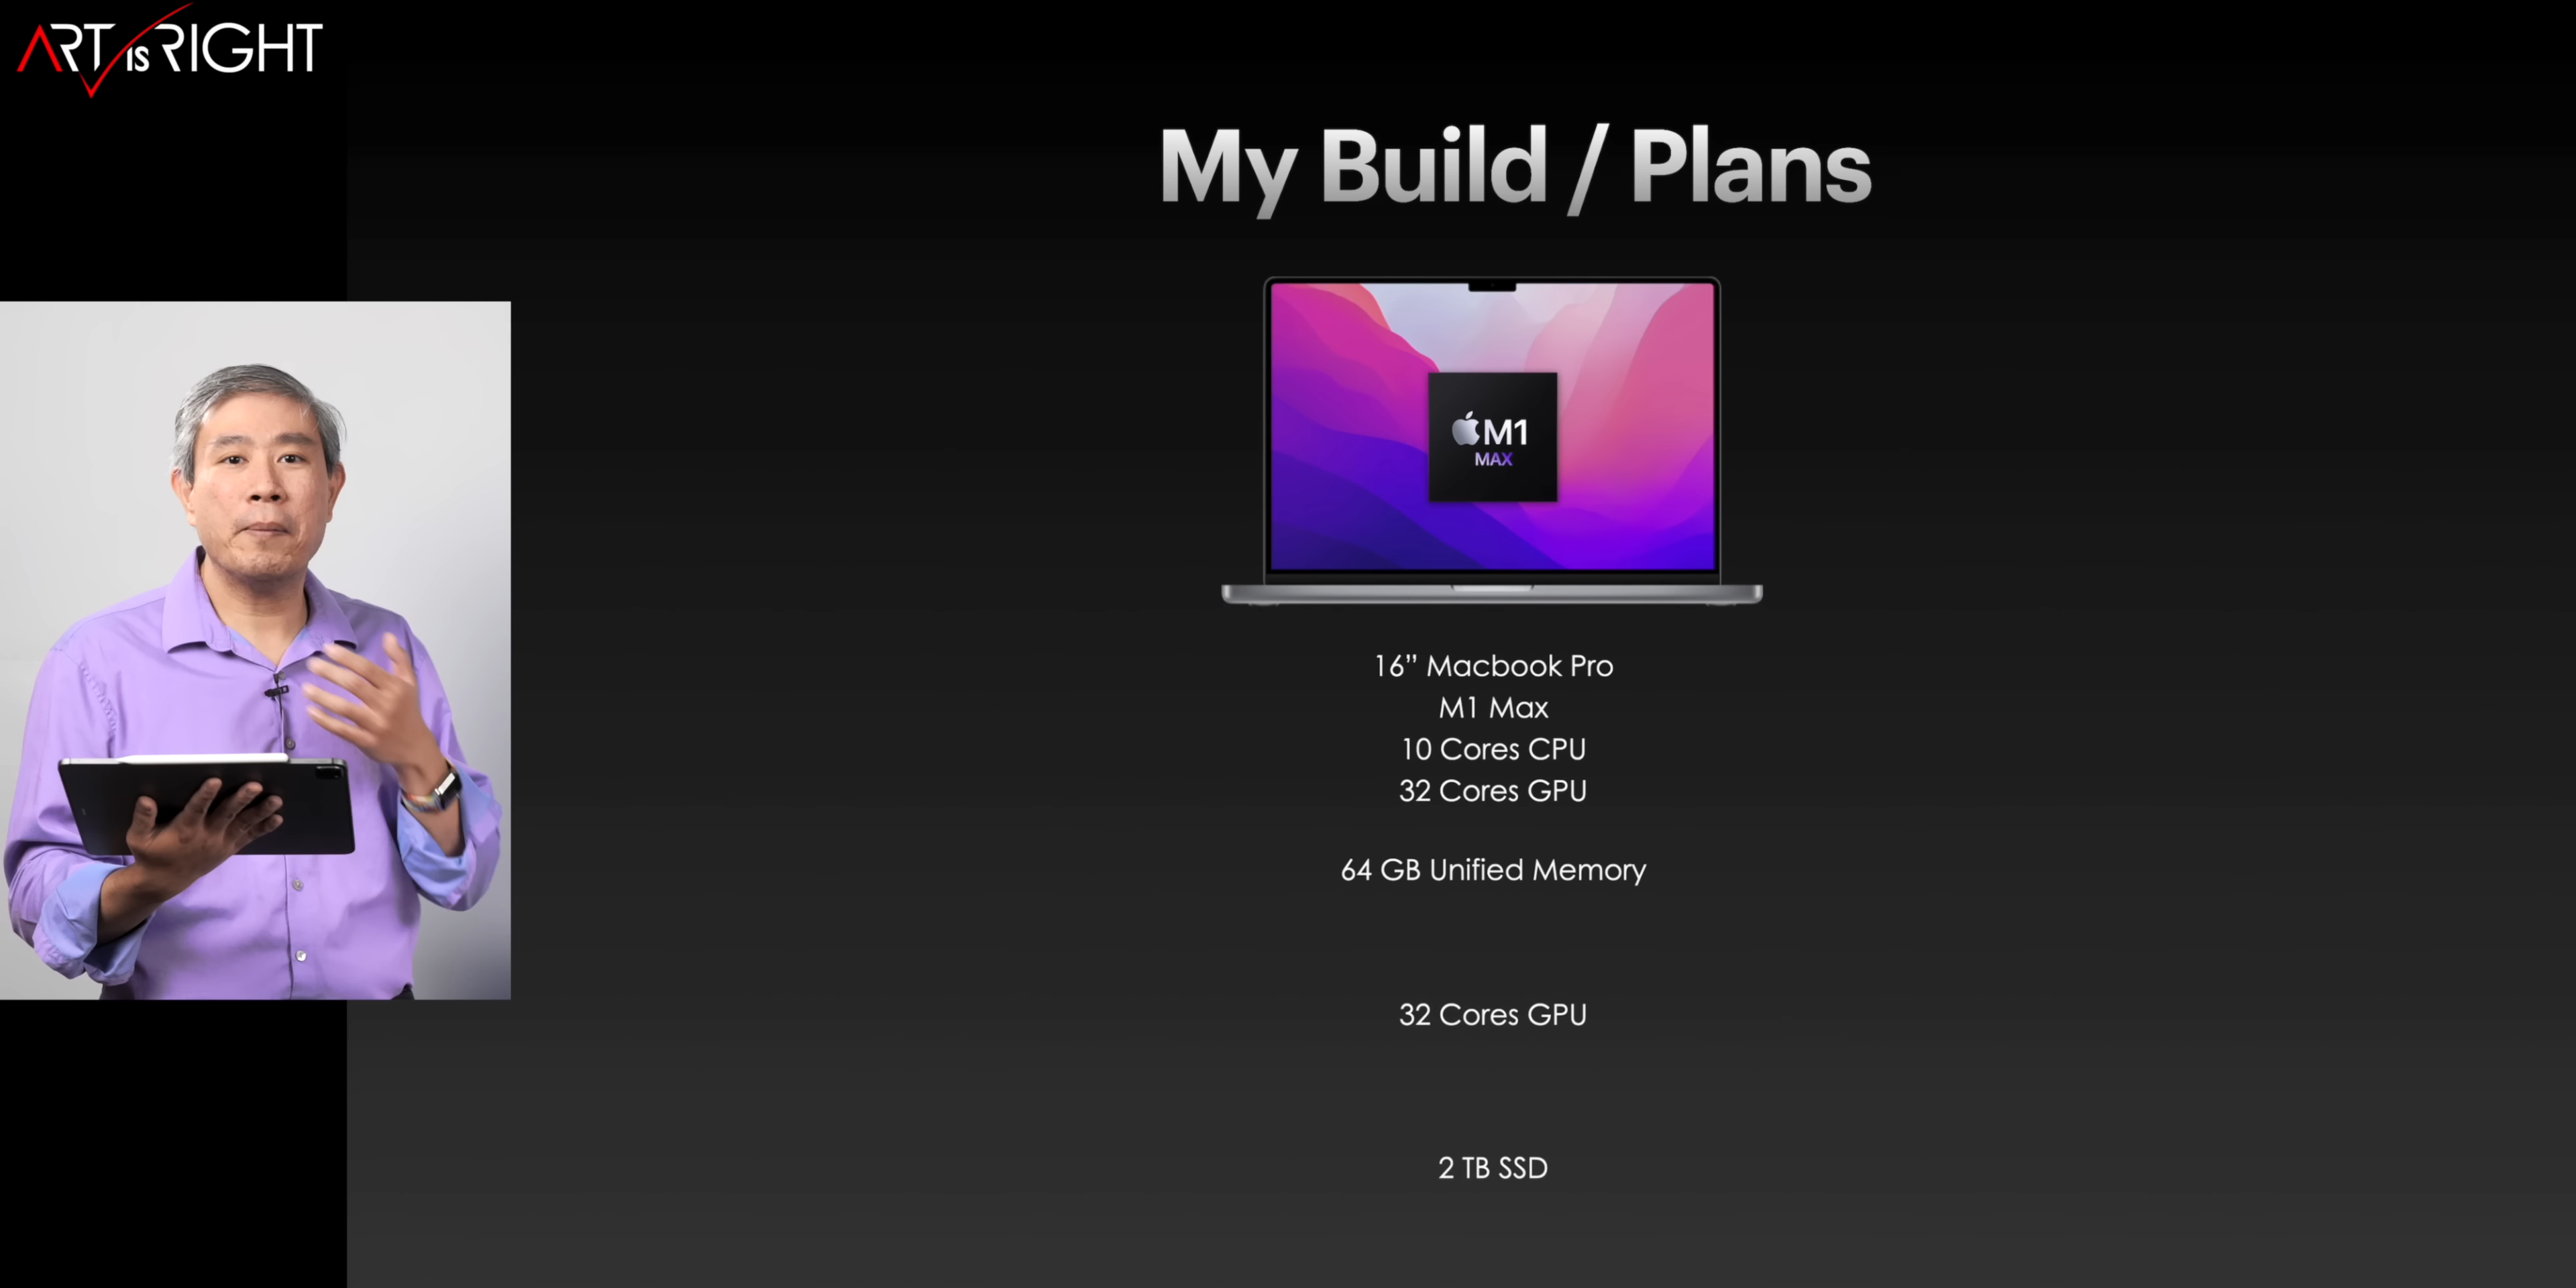 ART IS RIGHT
My Build / Plans
M1
MAX
16” Macbook Pro
M1 Max
10 Cores CPU
32 Cores GPU
64 GB Unified Memory
32 Cores GPU
2 TB SSD